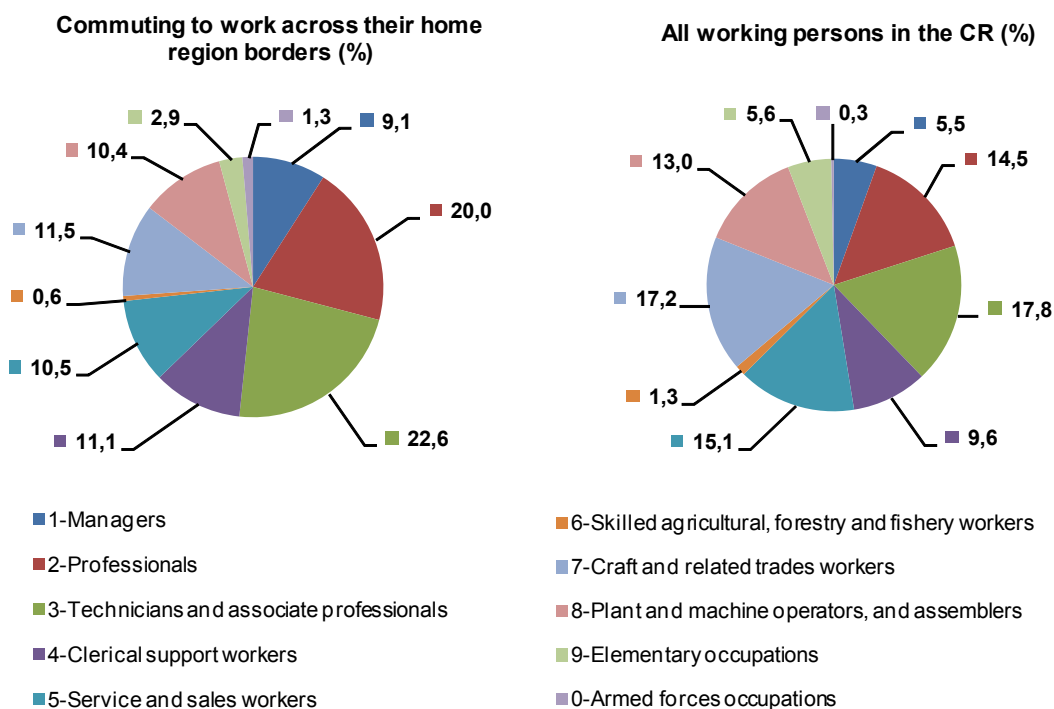 Commuting to work across their home
region borders (%)
2,9
1,3
9,1
10,4
20,0
11,5
0,6
10,5
11,1
22,6
All working persons in the CR (%)
5,6
0,3
5,5
13,0
14,5
17,2
17,8
1,3
15,1
9,6
1-Managers
2-Professionals
3-Technicians and associate professionals
4-Clerical support workers
5-Service and sales workers
6-Skilled agricultural, forestry and fishery workers
7-Craft and related trades workers
8-Plant and machine operators, and assemblers
9-Elementary occupations
0-Armed forces occupations